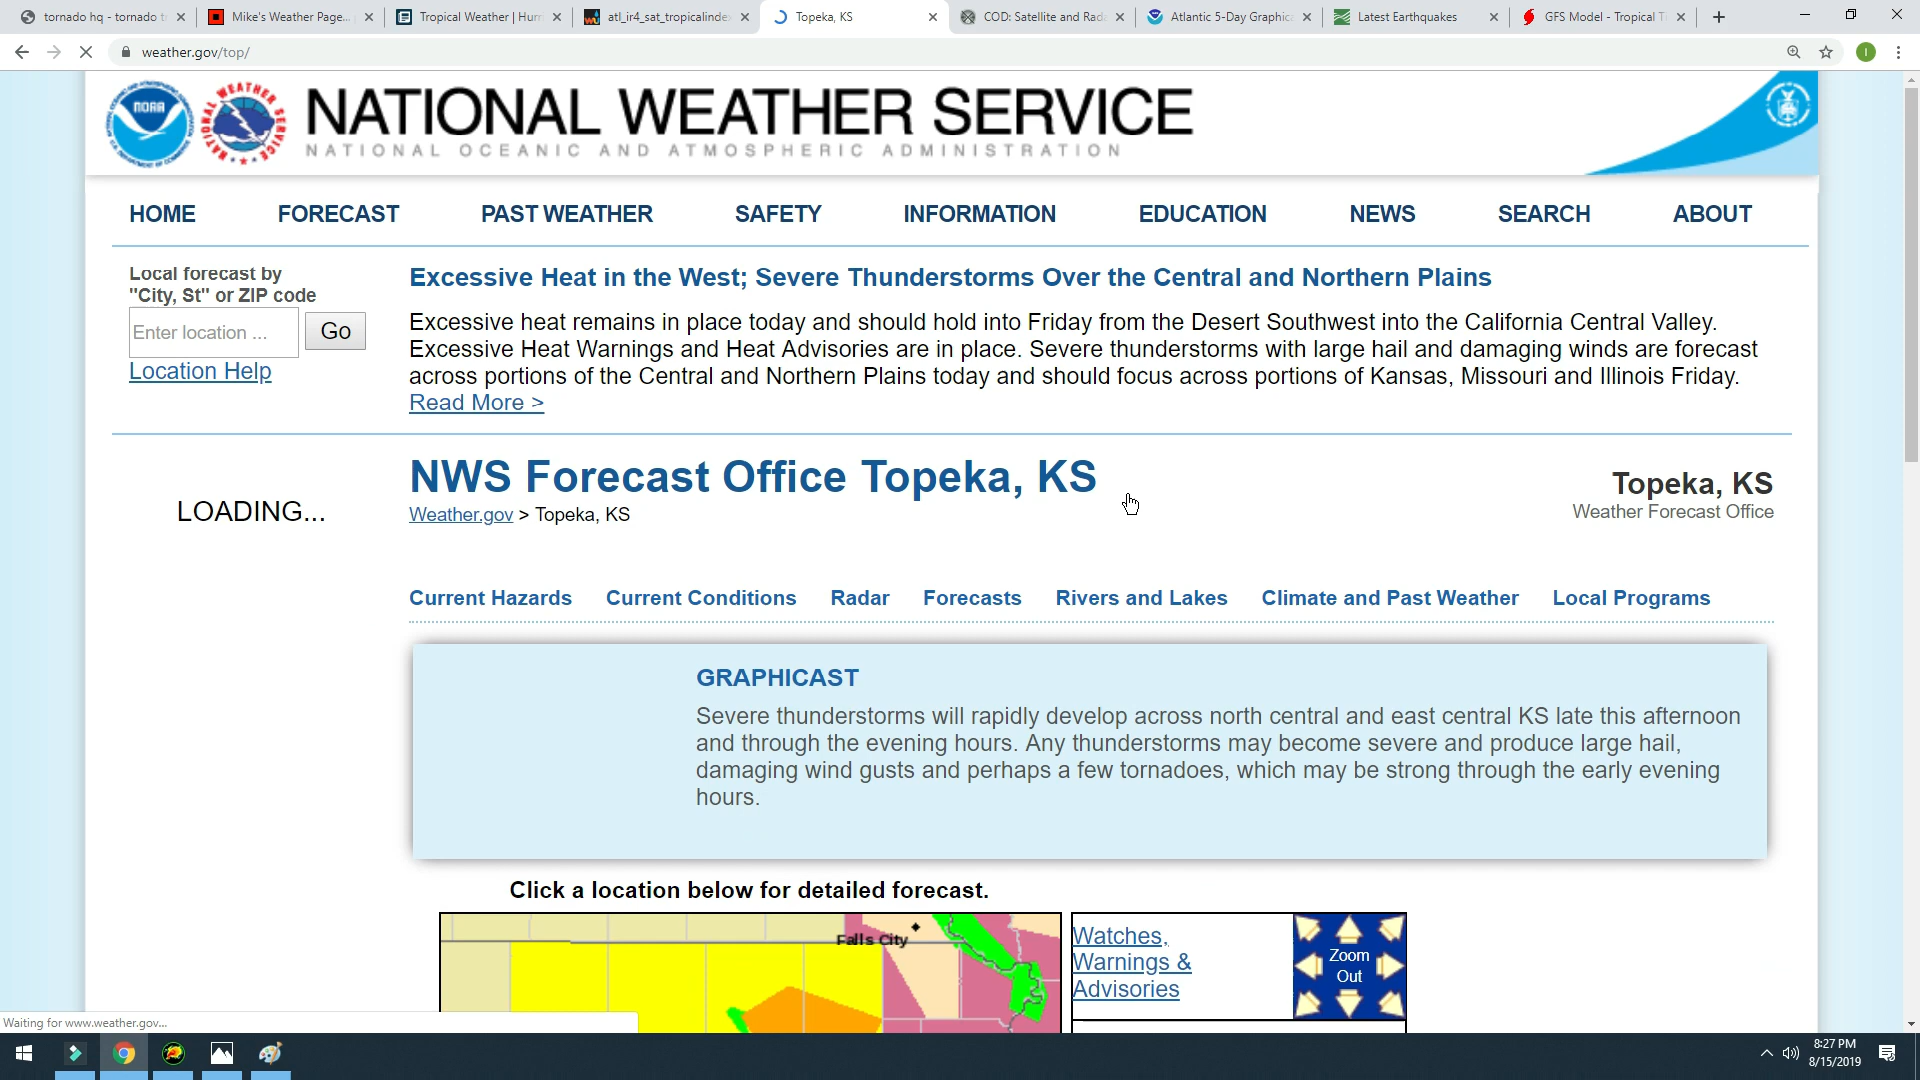 tornado hq - tornado t
Mike's Weather Page...
Tropical Weather | Hurr
atl_ir4_sat_tropicalindex
Topeka, KS
COD: Satellite and Rada
Atlantic 5-Day Graphica
Latest Earthquakes
GFS Model - Tropical T
weather.gov/top/
I
NOAA
NATIONAL WEATHER SERVICE
NATIONAL OCEANIC AND ATMOSPHERIC ADMINISTRATION
HOME FORECAST PAST WEATHER SAFETY INFORMATION EDUCATION NEWS SEARCH ABOUT
Local forecast by
"City, St" or ZIP code
Enter location ...
Go
Location Help
Excessive Heat in the West; Severe Thunderstorms Over the Central and Northern Plains
Excessive heat remains in place today and should hold into Friday from the Desert Southwest into the California Central Valley.
Excessive Heat Warnings and Heat Advisories are in place. Severe thunderstorms with large hail and damaging winds are forecast
across portions of the Central and Northern Plains today and should focus across portions of Kansas, Missouri and Illinois Friday.
Read More >
LOADING...
NWS Forecast Office Topeka, KS
Weather.gov > Topeka, KS
Topeka, KS
Weather Forecast Office
Current Hazards Current Conditions Radar Forecasts Rivers and Lakes Climate and Past Weather Local Programs
GRAPHICAST
Severe thunderstorms will rapidly develop across north central and east central KS late this afternoon
and through the evening hours. Any thunderstorms may become severe and produce large hail,
damaging wind gusts and perhaps a few tornadoes, which may be strong through the early evening
hours.
Click a location below for detailed forecast.
Falls City
Watches,
Warnings &
Advisories
Zoom
Out
Waiting for www.weather.gov...
8:27 PM
8/15/2019